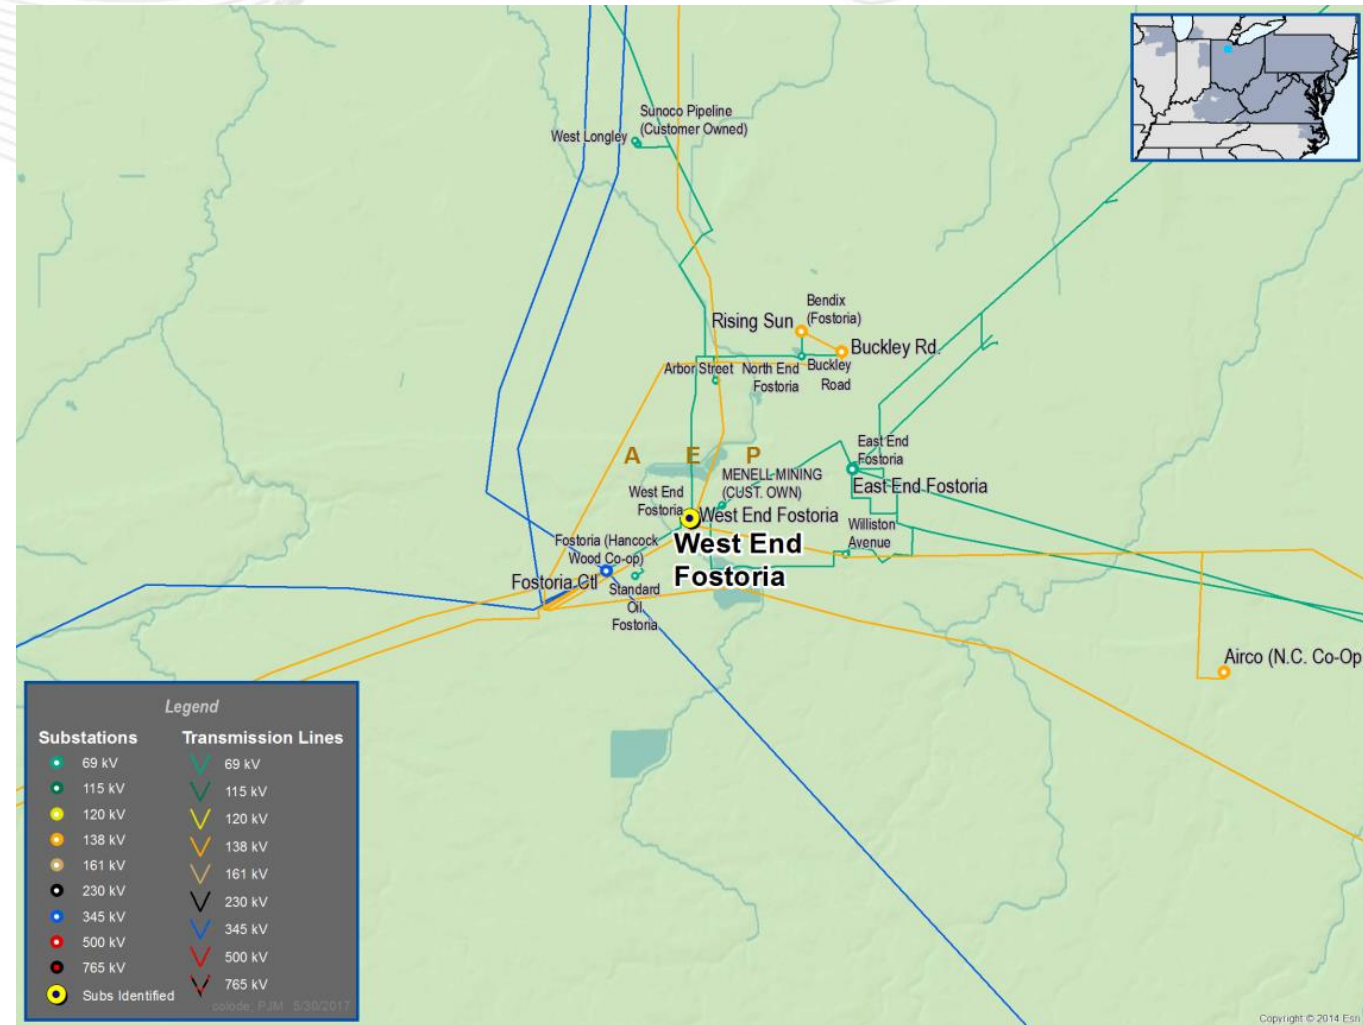 Sunoco Pipeline
(Customer Owned)
West Longley
Bendix
(Fostoria)
Rising Sun
Buckley Rd.
Arbor Street
North End
Fostoria
Buckley
Road
A E P
East End
Fostoria
East End Fostoria
MENELL MINING
(CUST. OWN)
West End
Fostoria
West End Fostoria
Williston
Avenue
West End
Fostoria
Fostoria (Hancock
Wood Co-op)
Fostoria Ctl
Standard
Oil
Fostoria
Airco (N.C. Co-Op
Legend
Substations
69 kV
115 kV
120 kV
138 kV
161 kV
230 kV
345 kV
500 kV
765 kV
Subs Identified
Transmission Lines
69 kV
115 kV
120 kV
138 kV
161 kV
230 kV
345 kV
500 kV
765 kV
PJM 5/30/2017
Copyright © 2014 Esri